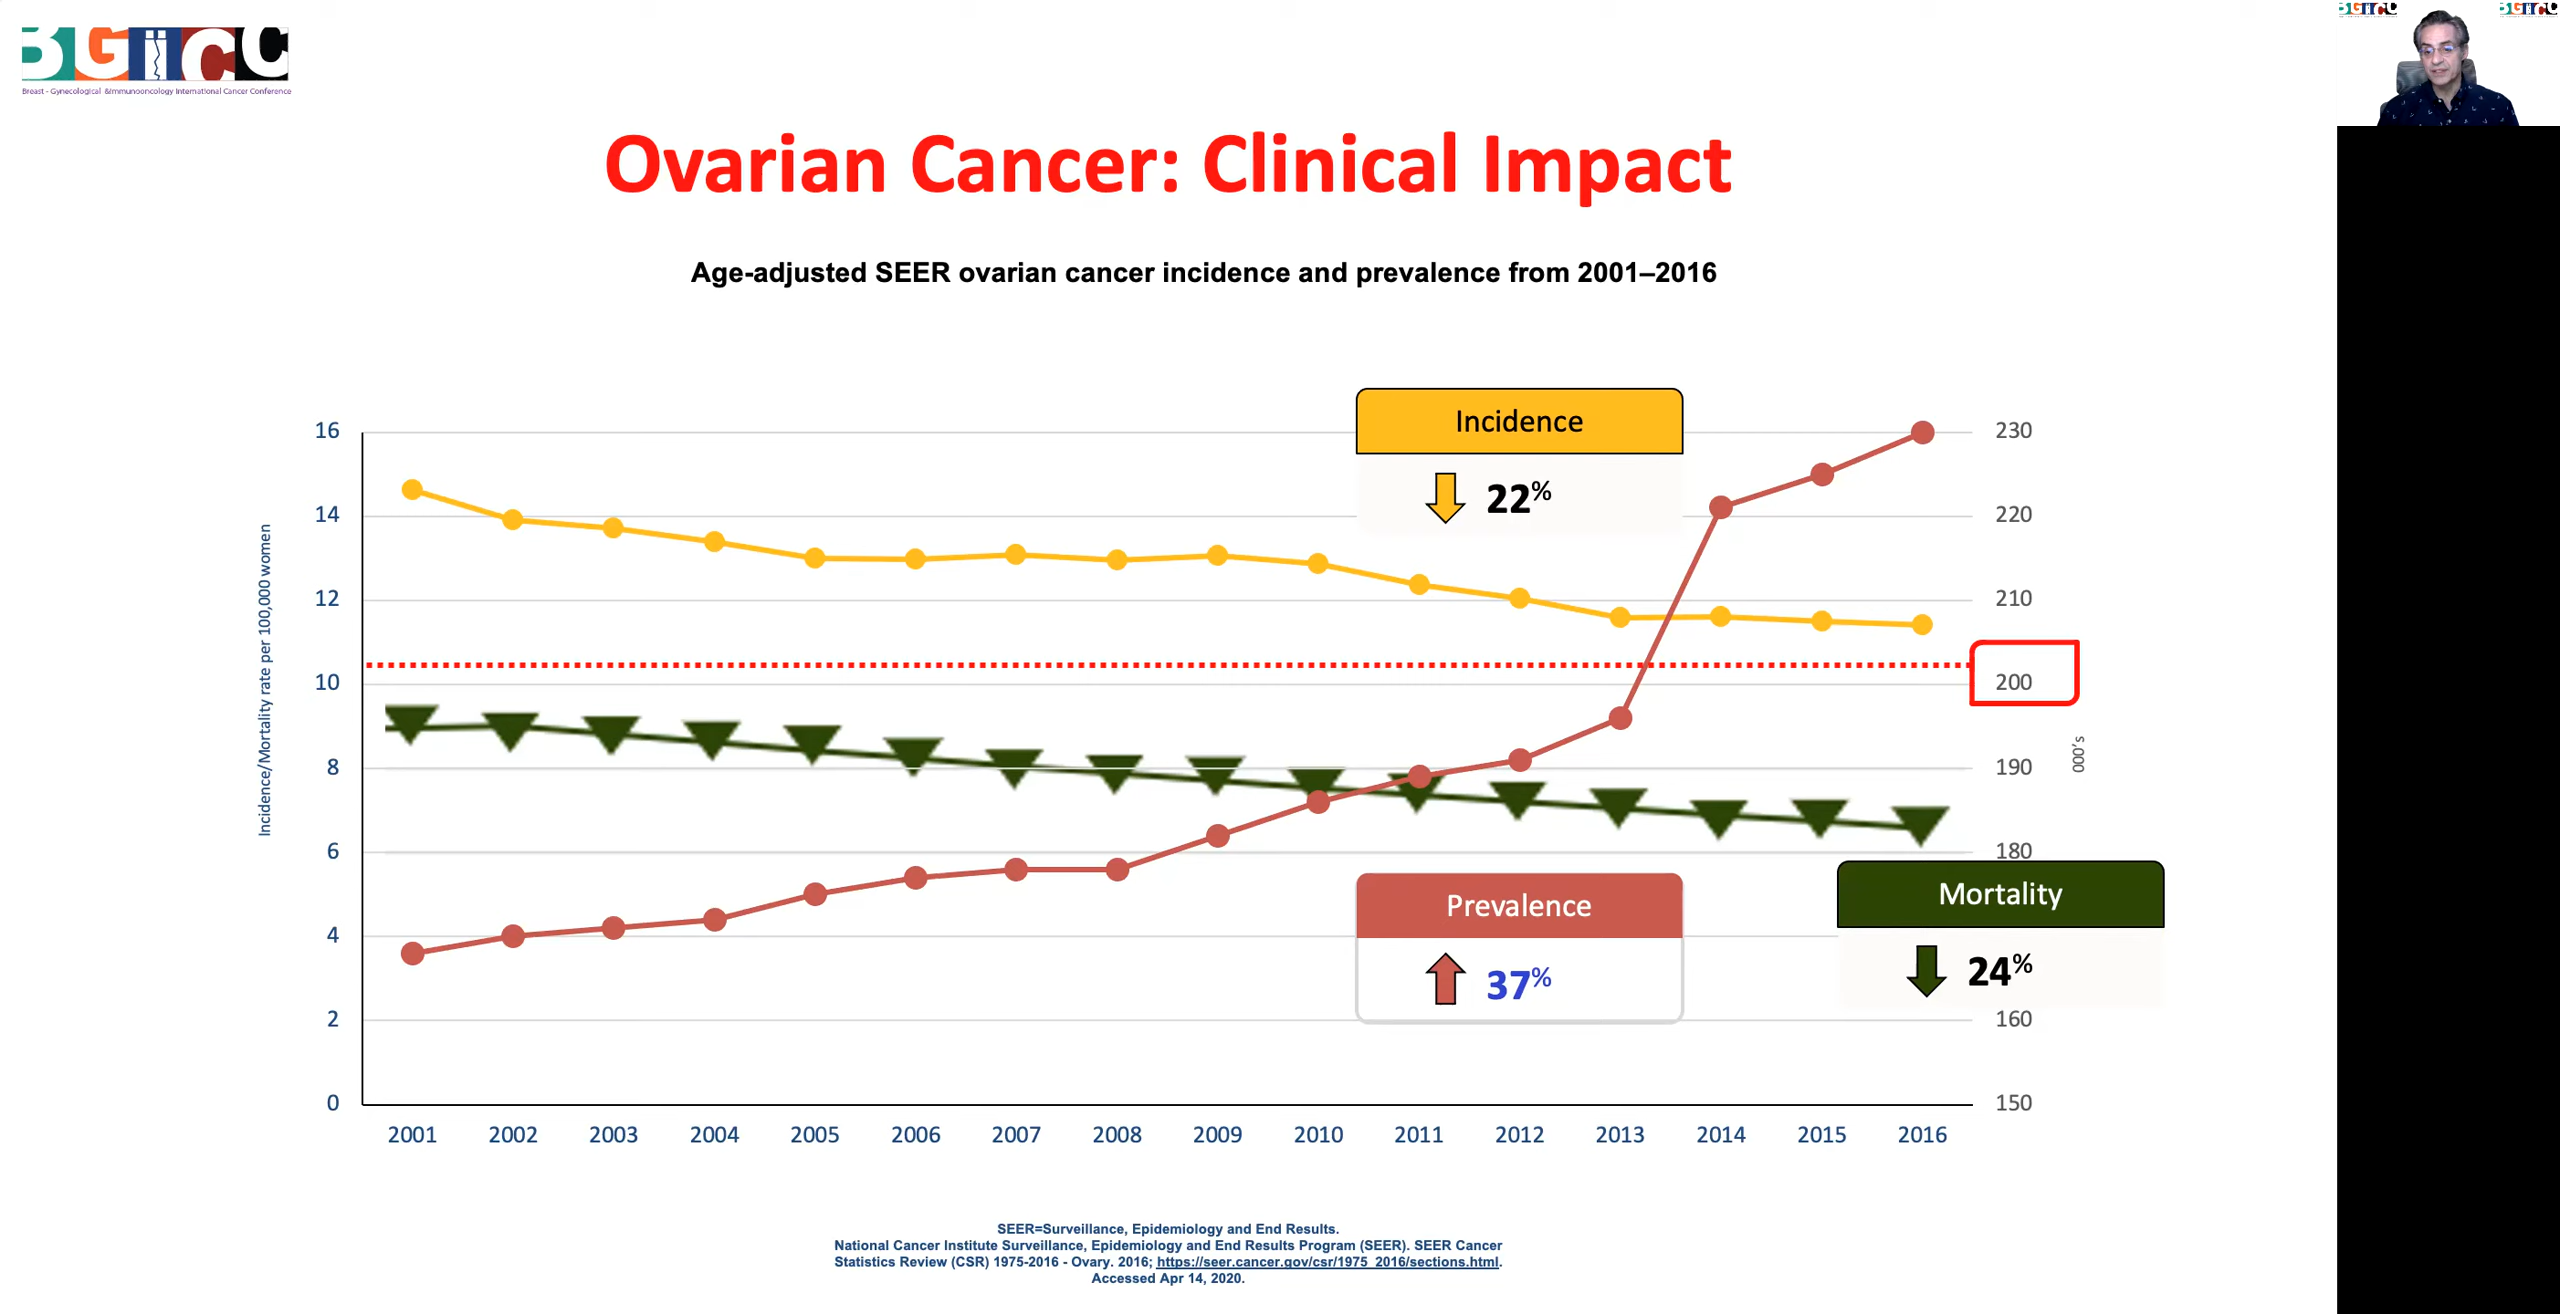 BGiCC
Breast - Gynecological &Immunooncology International Cancer Conference
Ovarian Cancer: Clinical Impact
Age-adjusted SEER ovarian cancer incidence and prevalence from 2001–2016
Incidence/Mortality rate per 100,000 women
16
14
12
10
8
6
4
2
0
Incidence
22%
Prevalence
37%
Mortality
24%
230
220
210
200
190
180
160
150
000's
2001 2002 2003 2004 2005 2006 2007 2008 2009 2010 2011 2012 2013 2014 2015 2016
SEER=Surveillance, Epidemiology and End Results.
National Cancer Institute Surveillance, Epidemiology and End Results Program (SEER). SEER Cancer
Statistics Review (CSR) 1975-2016 - Ovary. 2016; https://seer.cancer.gov/csr/1975_2016/sections.html.
Accessed Apr 14, 2020.